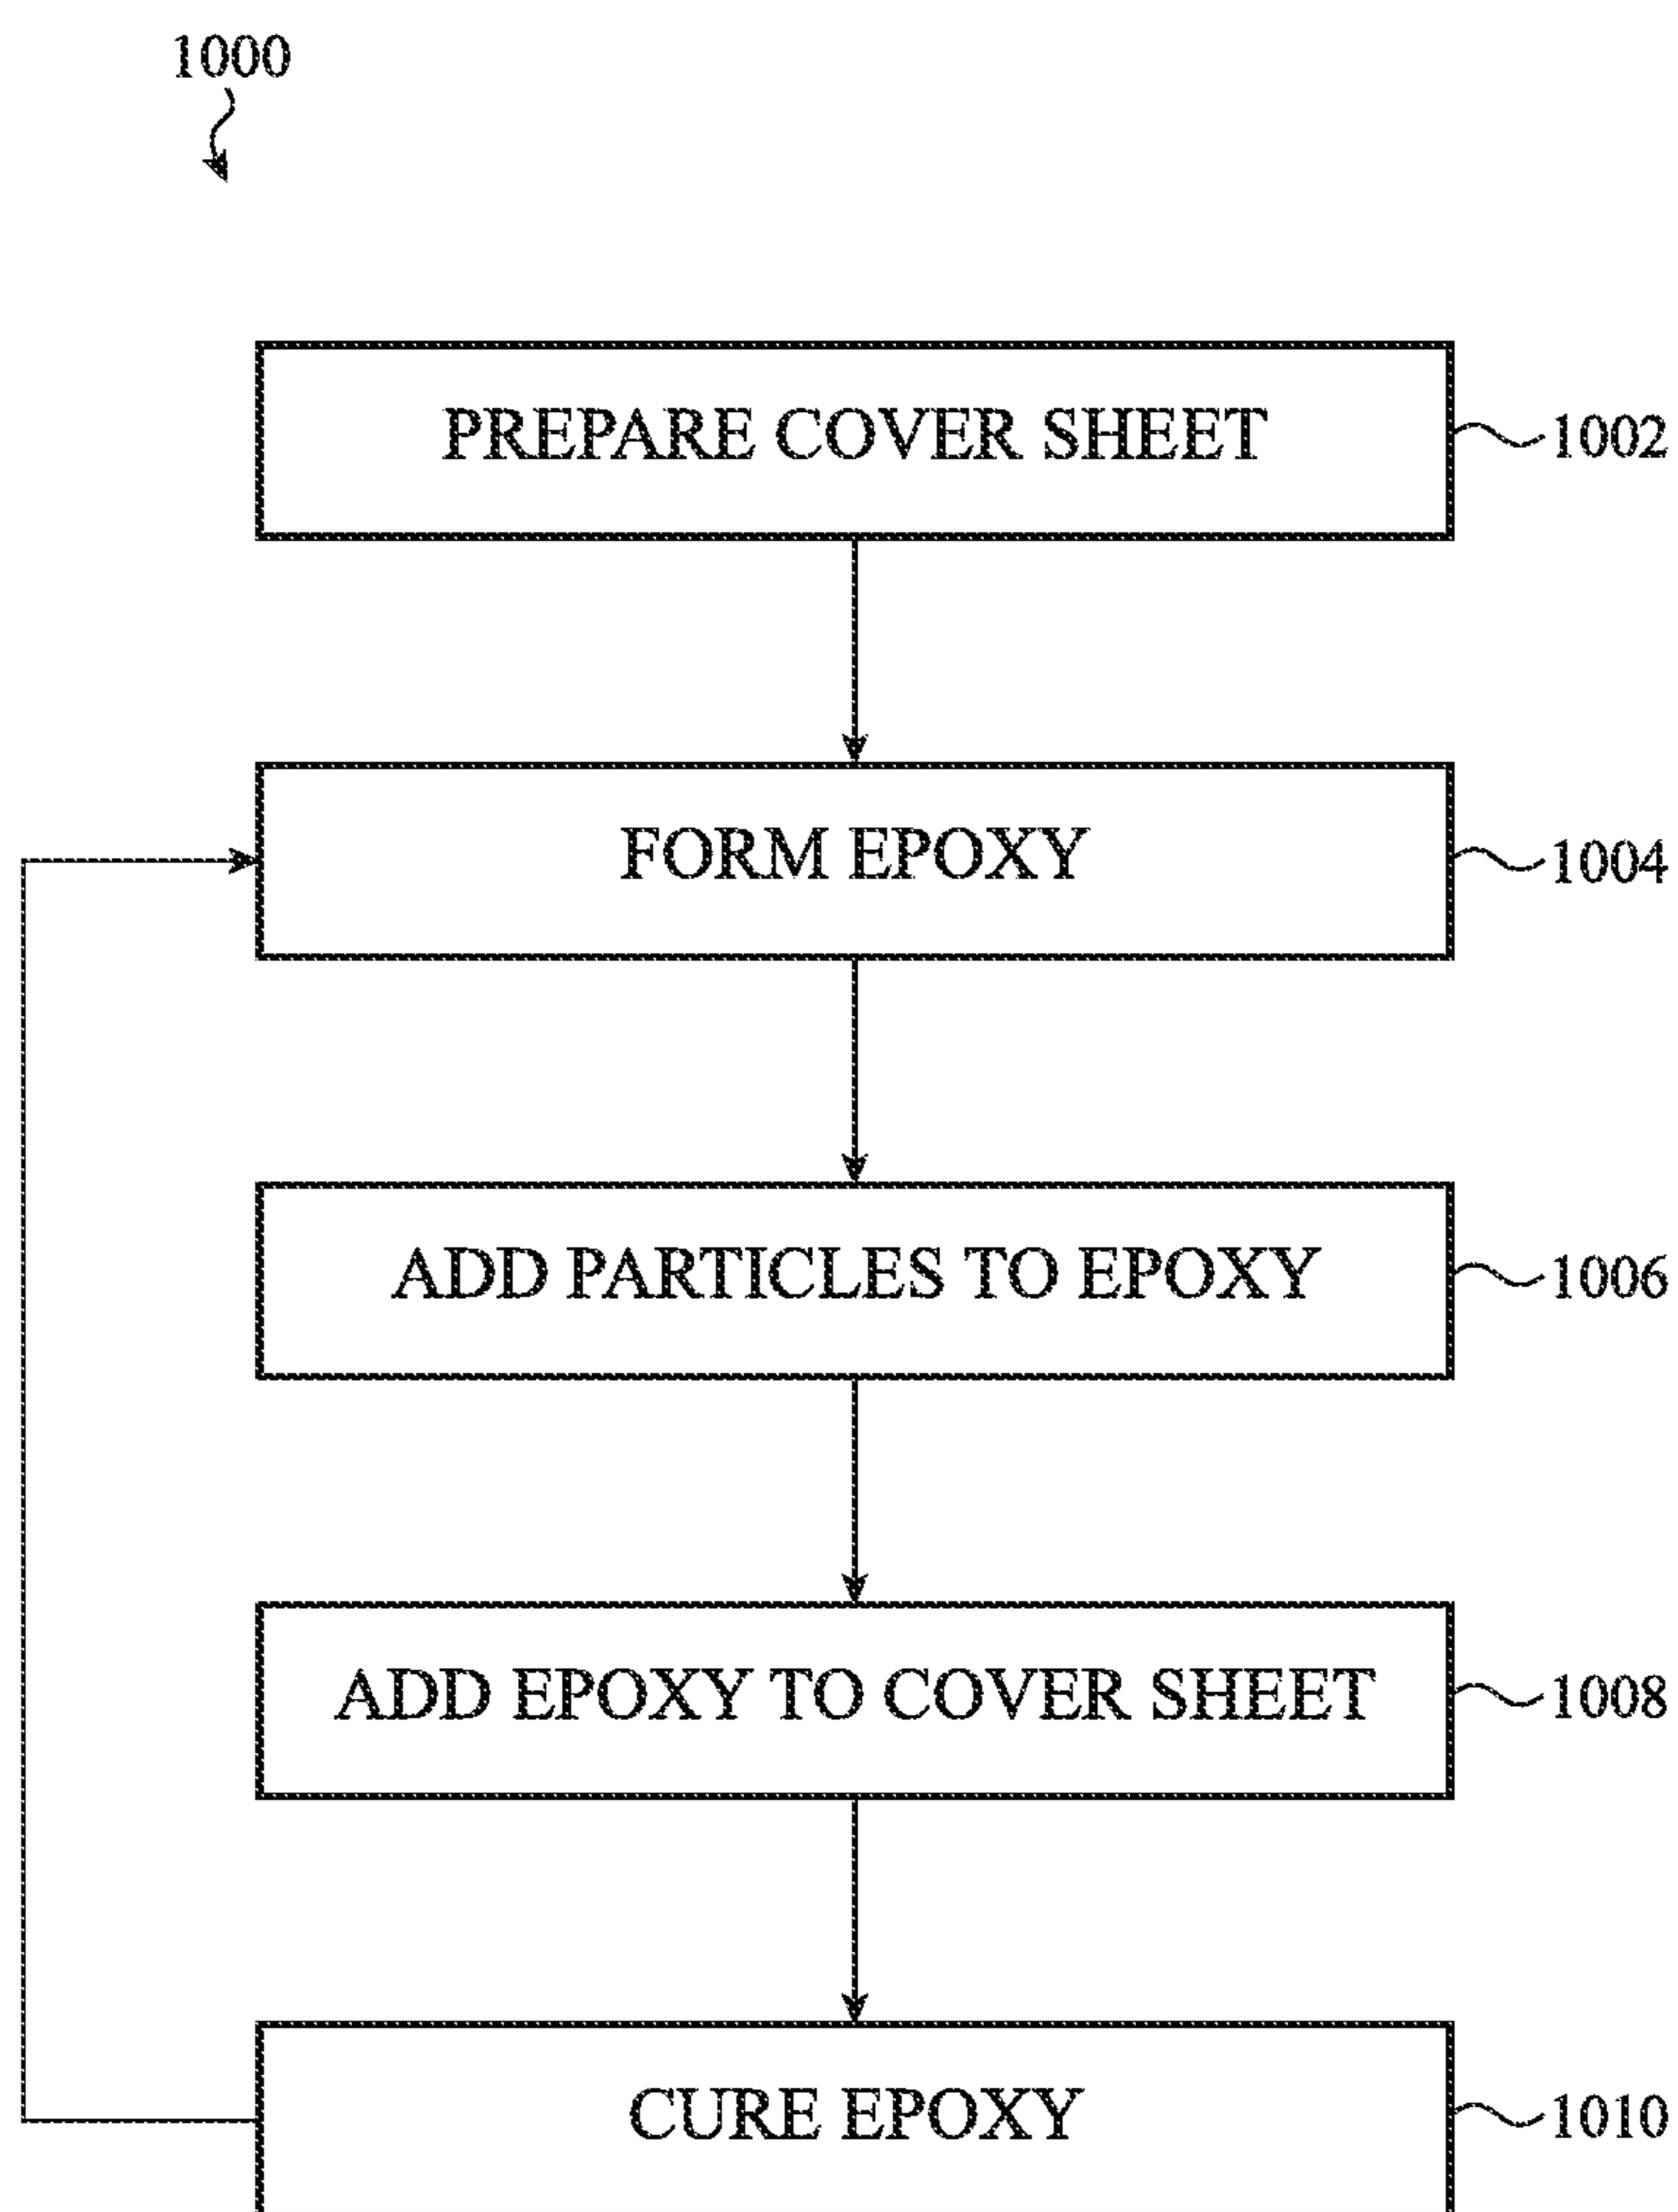 1000
PREPARE COVER SHEET
1002
FORM EPOXY
1004
ADD PARTICLES TO EPOXY
1006
ADD EPOXY TO COVER SHEET
1008
CURE EPOXY
1010